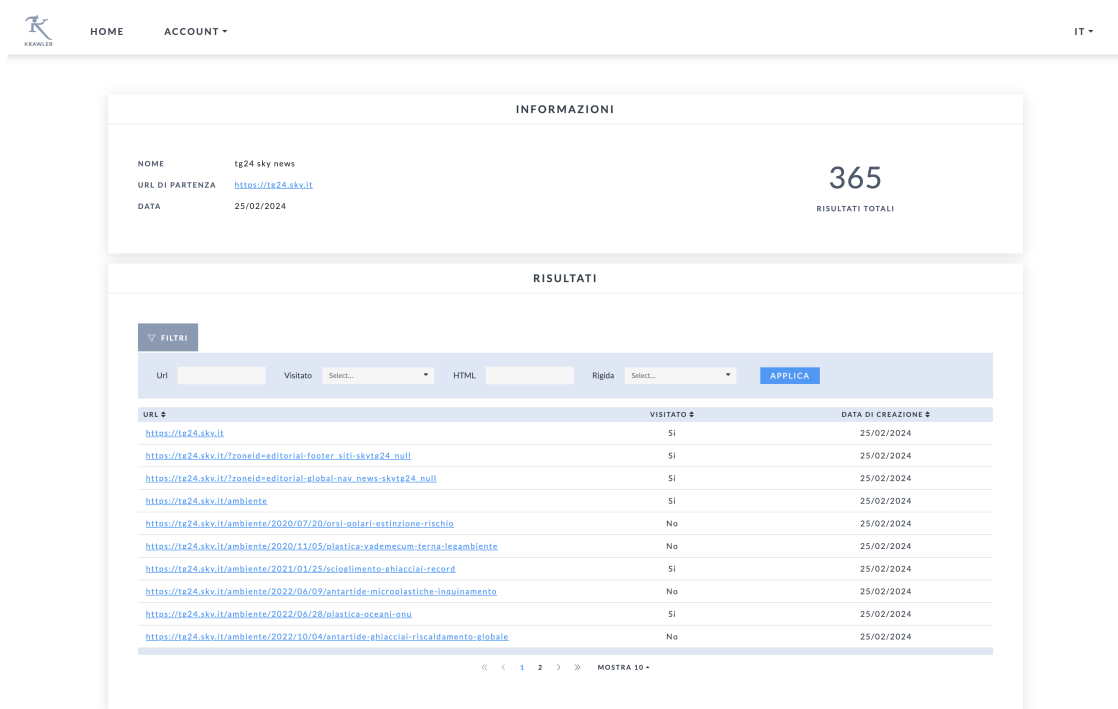 KRAWLER
HOME ACCOUNT IT
INFORMAZIONI
NOME tg24 sky news
URL DI PARTENZA https://tg24.sky.it
DATA 25/02/2024
365
RISULTATI TOTALI
RISULTATI
FILTRI
Url Visitato Select... HTML Rigida Select... APPLICA
URL VISITATO DATA DI CREAZIONE
https://tg24.sky.it Si 25/02/2024
https://tg24.sky.it/?zoneid=editorial-footer_siti-skytg24_null Si 25/02/2024
https://tg24.sky.it/?zoneid=editorial-global-nav_news-skytg24_null Si 25/02/2024
https://tg24.sky.it/ambiente Si 25/02/2024
https://tg24.sky.it/ambiente/2020/07/20/orsi-polari-estinzione-rischio No 25/02/2024
https://tg24.sky.it/ambiente/2020/11/05/plastica-vademecum-terna-legambiente No 25/02/2024
https://tg24.sky.it/ambiente/2021/01/25/scioglimento-ghiacciai-record Si 25/02/2024
https://tg24.sky.it/ambiente/2022/06/09/antartide-microplastiche-inquinamento No 25/02/2024
https://tg24.sky.it/ambiente/2022/06/28/plastica-oceani-onu Si 25/02/2024
https://tg24.sky.it/ambiente/2022/10/04/antartide-ghiacciai-riscaldamento-globale No 25/02/2024
1 2 MOSTRA 10